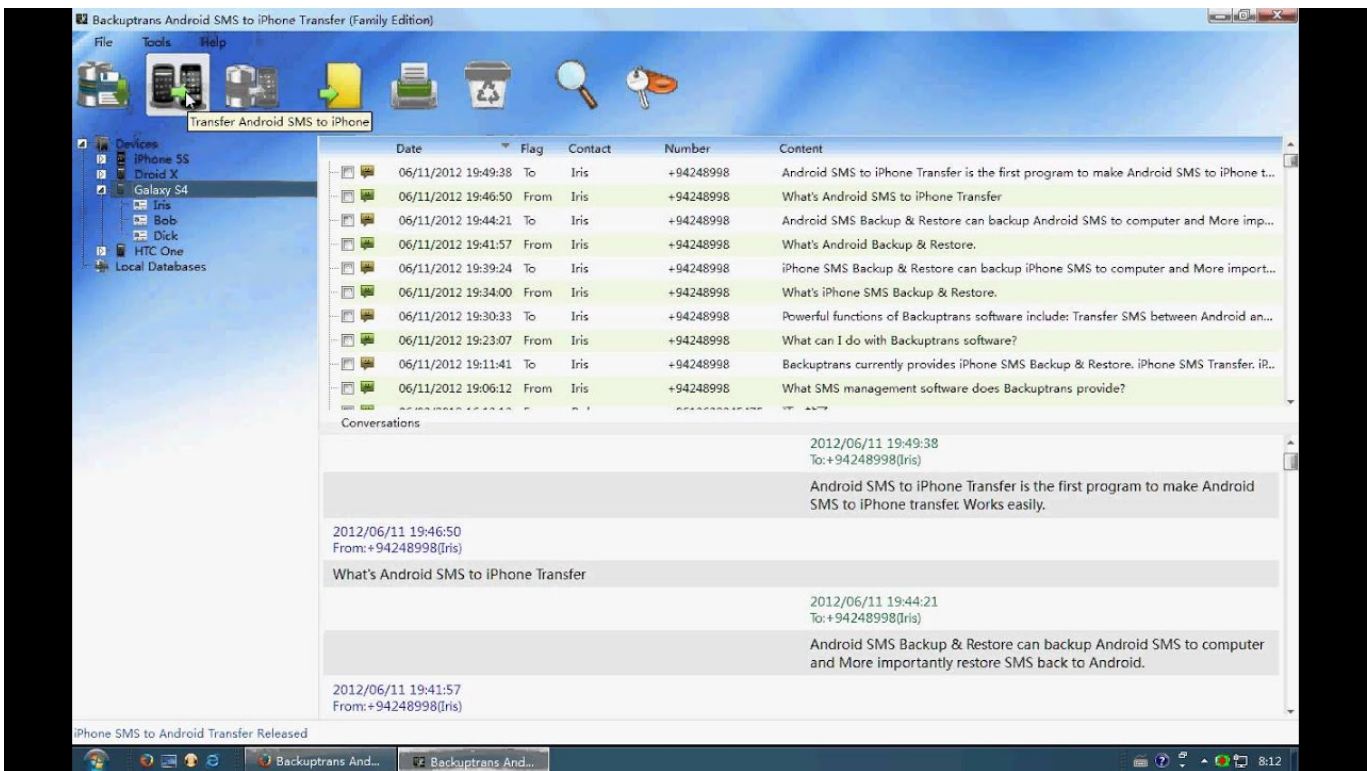 Backuptrans Android SMS to iPhone Transfer (Family Edition)
File Tools Help
Transfer Android SMS to iPhone
Devices
iPhone 5S
Droid X
Galaxy S4
Iris
Bob
Dick
HTC One
Local Databases
Date Flag Contact Number Content
06/11/2012 19:49:38 To Iris +94248998 Android SMS to iPhone Transfer is the first program to make Android SMS to iPhone t...
06/11/2012 19:46:50 From Iris +94248998 What's Android SMS to iPhone Transfer
06/11/2012 19:44:21 To Iris +94248998 Android SMS Backup & Restore can backup Android SMS to computer and More imp...
06/11/2012 19:41:57 From Iris +94248998 What's Android Backup & Restore.
06/11/2012 19:39:24 To Iris +94248998 iPhone SMS Backup & Restore can backup iPhone SMS to computer and More import...
06/11/2012 19:34:00 From Iris +94248998 What's iPhone SMS Backup & Restore.
06/11/2012 19:30:33 To Iris +94248998 Powerful functions of Backuptrans software include: Transfer SMS between Android an...
06/11/2012 19:23:07 From Iris +94248998 What can I do with Backuptrans software?
06/11/2012 19:11:41 To Iris +94248998 Backuptrans currently provides iPhone SMS Backup & Restore. iPhone SMS Transfer. iP...
06/11/2012 19:06:12 From Iris +94248998 What SMS management software does Backuptrans provide?
Conversations
2012/06/11 19:49:38
To:+94248998(Iris)
Android SMS to iPhone Transfer is the first program to make Android
SMS to iPhone transfer. Works easily.
2012/06/11 19:46:50
From:+94248998(Iris)
What's Android SMS to iPhone Transfer
2012/06/11 19:44:21
To:+94248998(Iris)
Android SMS Backup & Restore can backup Android SMS to computer
and More importantly restore SMS back to Android.
2012/06/11 19:41:57
From:+94248998(Iris)
iPhone SMS to Android Transfer Released
Backuptrans And... Backuptrans And... 8:12